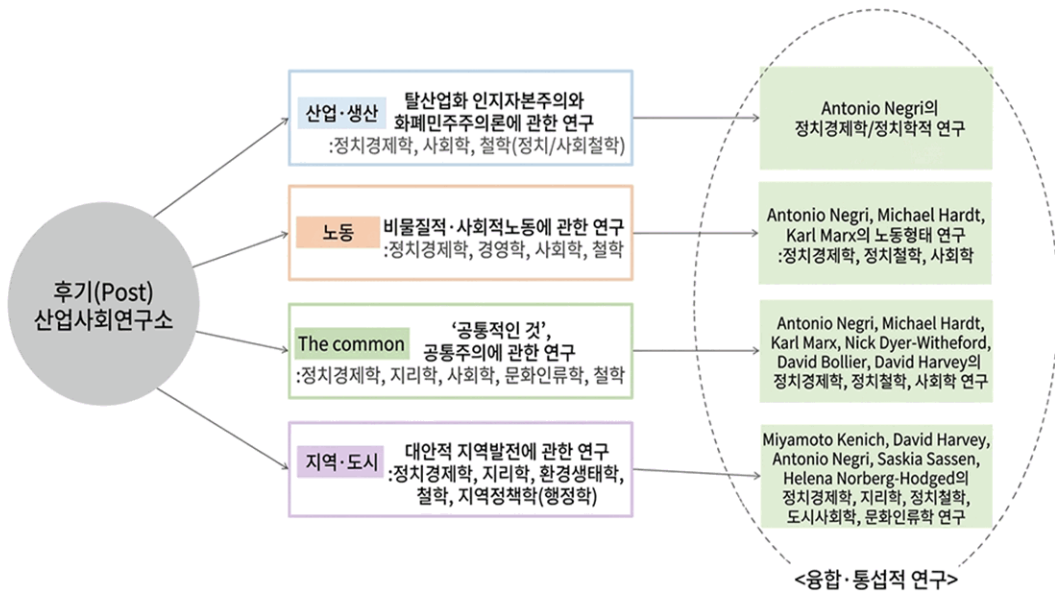 후기(Post)
산업사회연구소
산업·생산
탈산업화 인지자본주의와
화폐민주주의론에 관한 연구
:정치경제학, 사회학, 철학(정치/사회철학)
Antonio Negri의
정치경제학/정치학적 연구
노동
비물질적·사회적노동에 관한 연구
:정치경제학, 경영학, 사회학, 철학
Antonio Negri, Michael Hardt,
Karl Marx의 노동형태 연구
:정치경제학, 정치철학, 사회학
The common
‘공통적인 것’,
공통주의에 관한 연구
:정치경제학, 지리학, 사회학, 문화인류학, 철학
Antonio Negri, Michael Hardt,
Karl Marx, Nick Dyer-Witheford,
David Bollier, David Harvey의
정치경제학, 정치철학, 사회학 연구
지역·도시
대안적 지역발전에 관한 연구
:정치경제학, 지리학, 환경생태학,
철학, 지역정책학(행정학)
Miyamoto Kenich, David Harvey,
Antonio Negri, Saskia Sassen,
Helena Norberg-Hodged의
정치경제학, 지리학, 정치철학,
도시사회학, 문화인류학 연구
<융합·통섭적 연구>